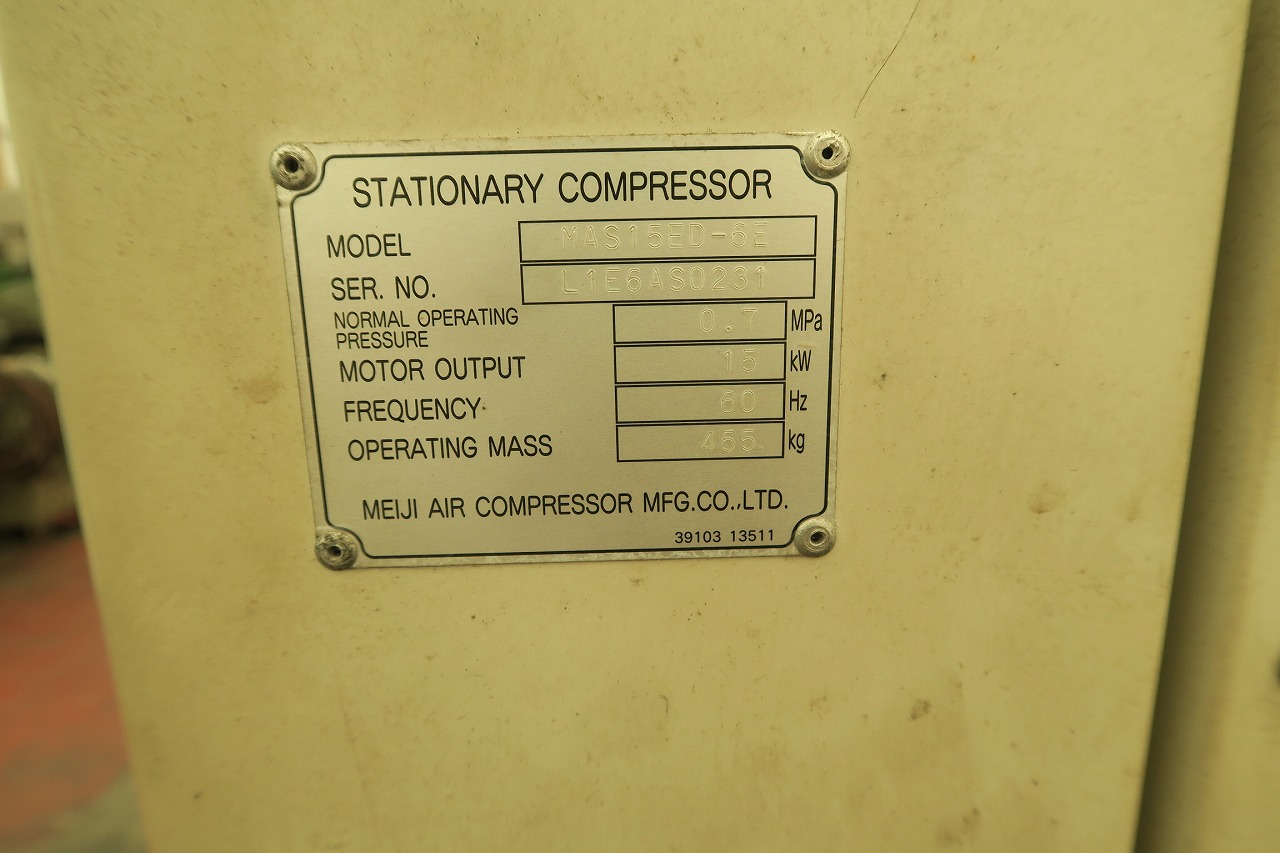 STATIONARY COMPRESSOR
MODEL MAS15ED-6E
SER. NO. L1E6AS0231
NORMAL OPERATING
PRESSURE 0.7 MPa
MOTOR OUTPUT 15 kW
FREQUENCY 60 Hz
OPERATING MASS 455 kg
MEIJI AIR COMPRESSOR MFG.CO.,LTD.
39103 13511